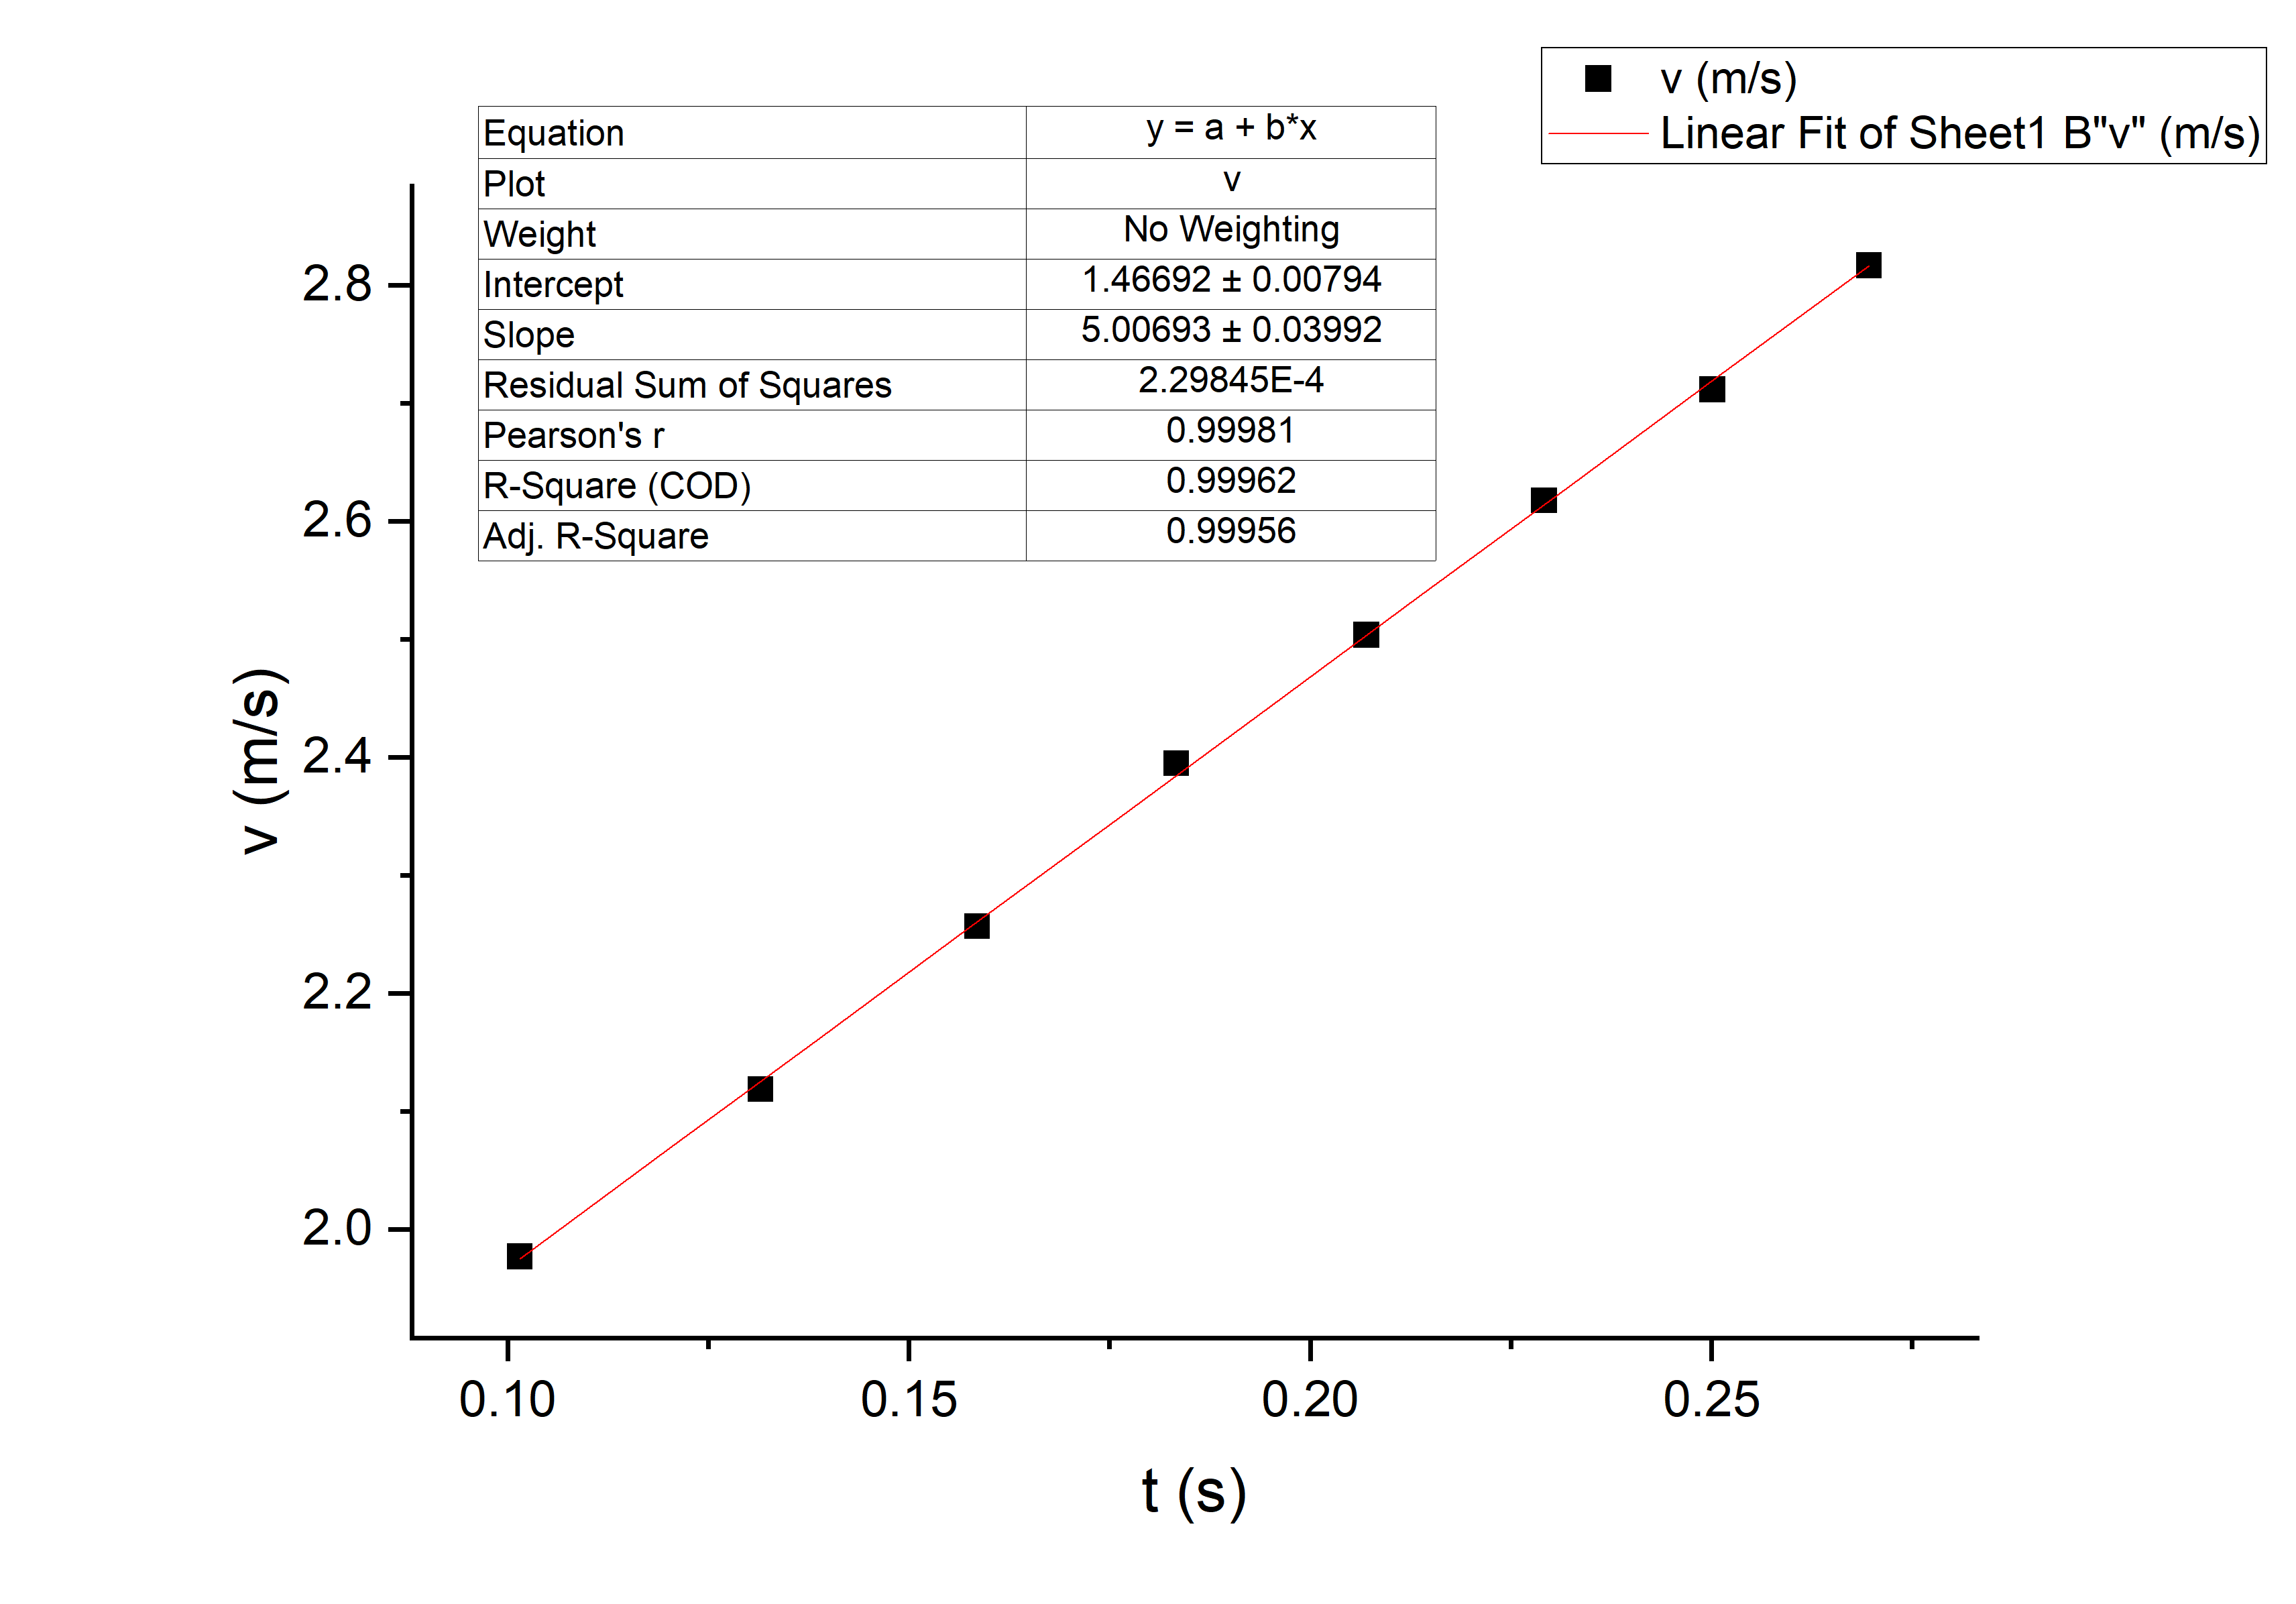 v (m/s)
Linear Fit of Sheet1 B"v" (m/s)
Equation y = a + b*x
Plot v
Weight No Weighting
Intercept 1.46692 ± 0.00794
Slope 5.00693 ± 0.03992
Residual Sum of Squares 2.29845E-4
Pearson's r 0.99981
R-Square (COD) 0.99962
Adj. R-Square 0.99956
2.8
2.6
2.4
2.2
2.0
v (m/s)
0.10 0.15 0.20 0.25
t (s)